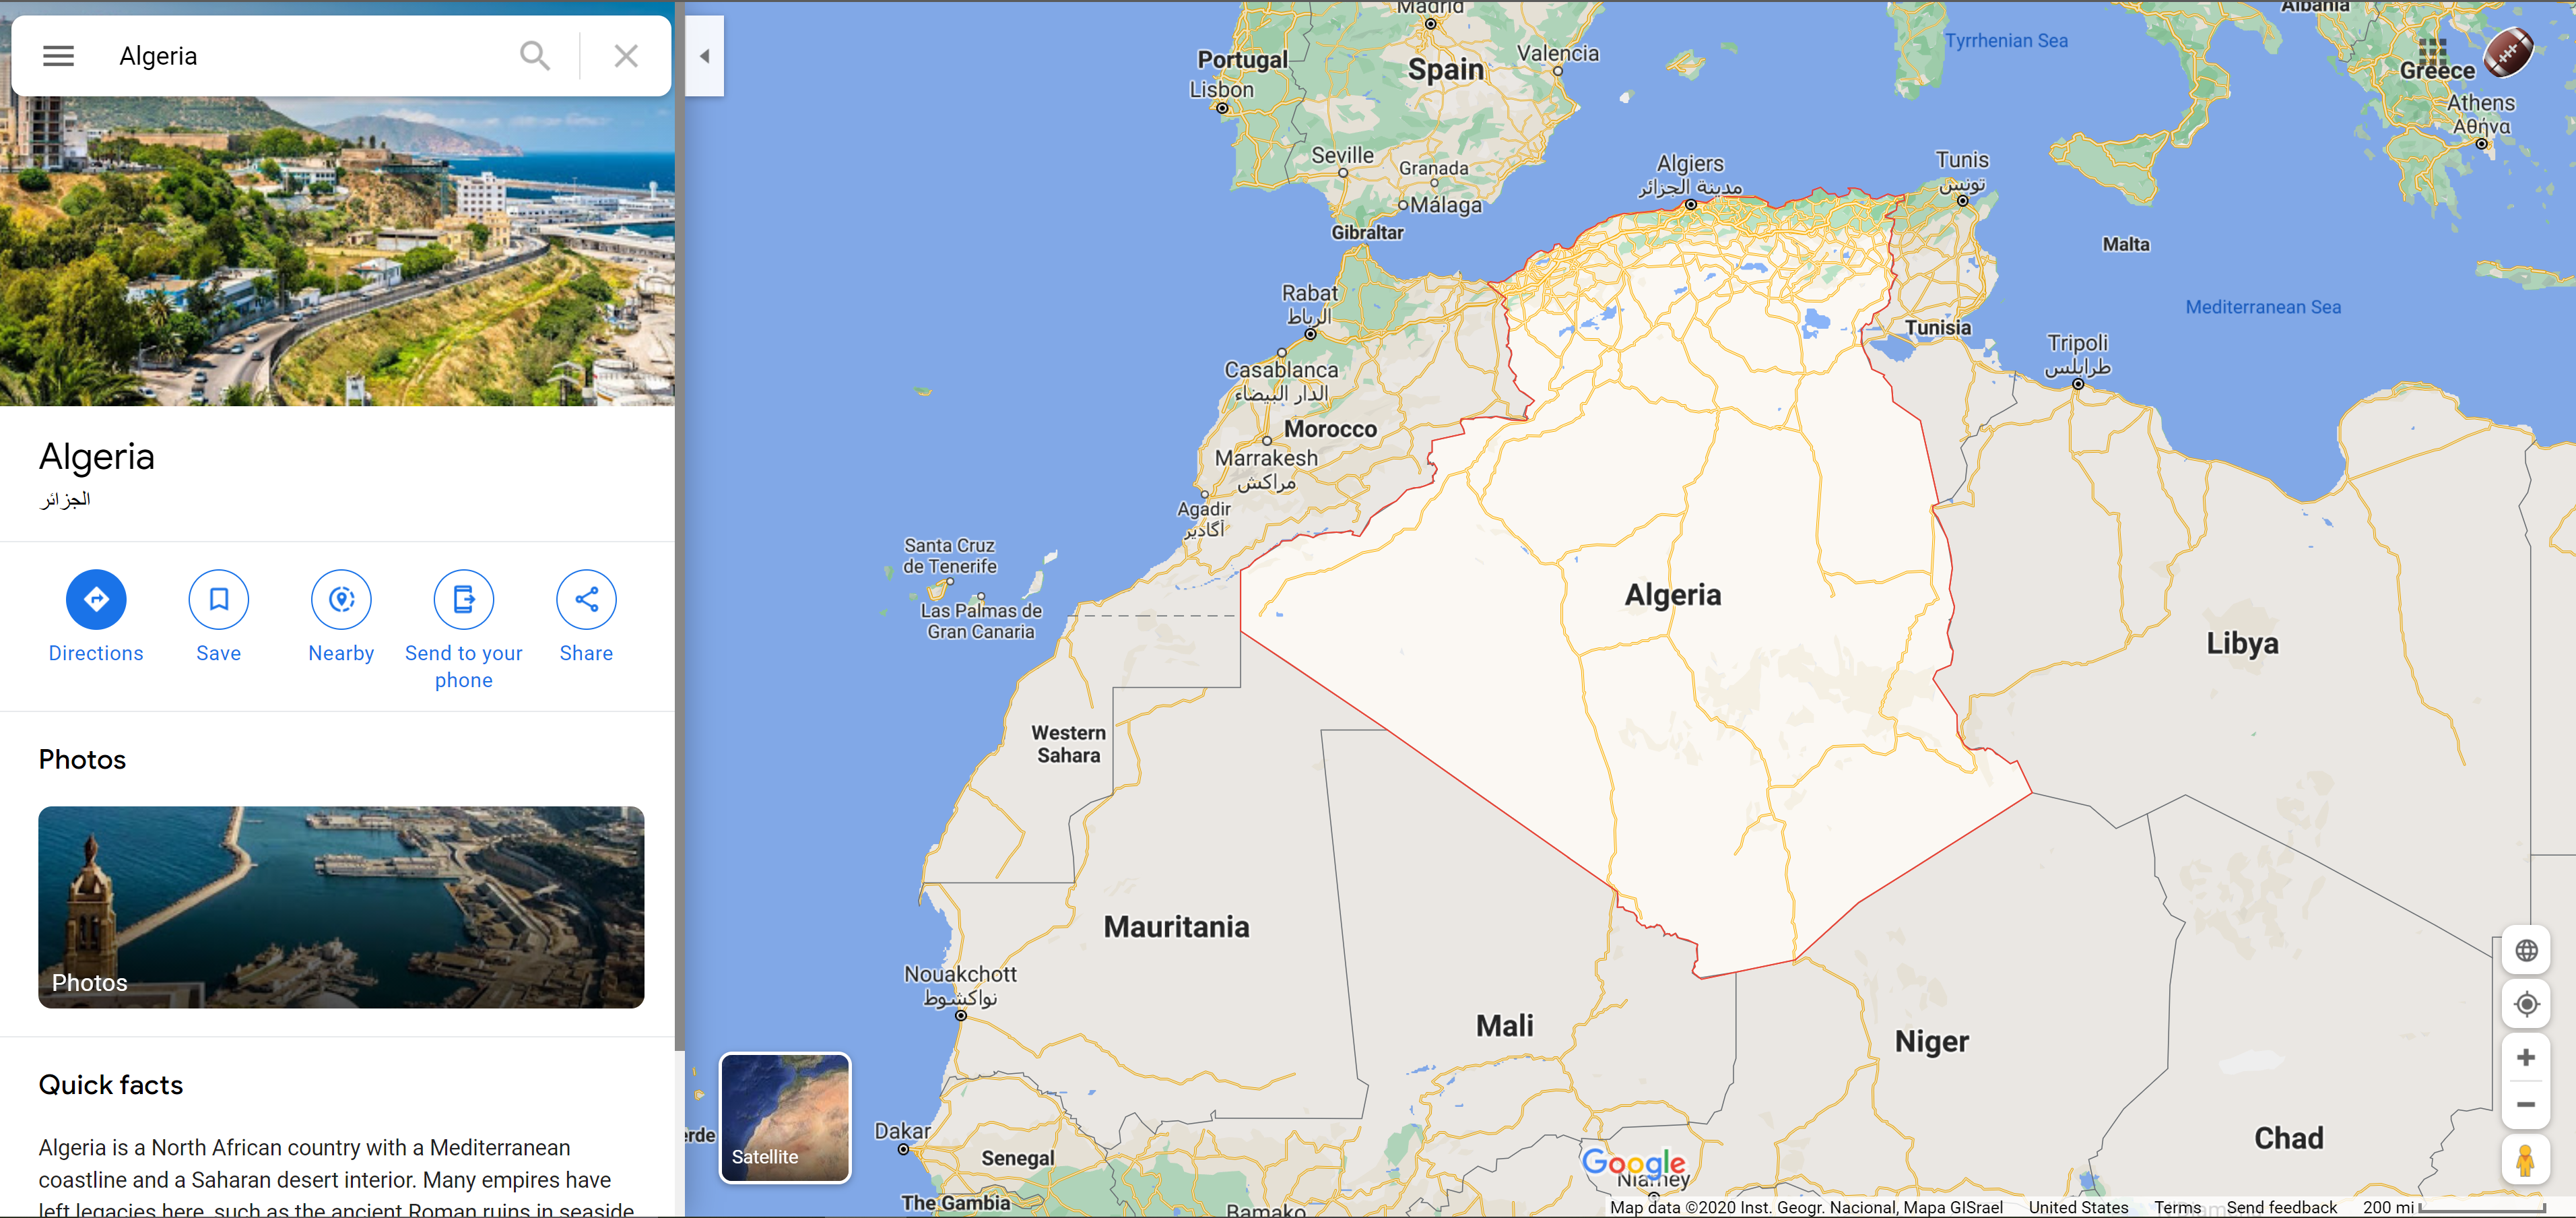 Algeria
Algeria
الجزائر
Directions
Save
Nearby
Send to your
phone
Share
Photos
Photos
Quick facts
Algeria is a North African country with a Mediterranean
coastline and a Saharan desert interior. Many empires have
left legacies here, such as the ancient Roman ruins in seaside
Madrid
Portugal
Lisbon
Spain
Valencia
Seville
Granada
Málaga
Gibraltar
Tyrrhenian Sea
Albania
Greece
Athens
Αθήνα
Algiers
مدينة الجزائر
Tunis
تونس
Malta
Mediterranean Sea
Rabat
الرباط
Tunisia
Tripoli
طرابلس
Casablanca
الدار البيضاء
Morocco
Marrakesh
مراكش
Agadir
أگادير
Santa Cruz
de Tenerife
Las Palmas de
Gran Canaria
Algeria
Libya
Western
Sahara
Mauritania
Nouakchott
نواكشوط
Mali
Niger
Chad
Dakar
erde
Senegal
The Gambia
Bamako
Niamey
Satellite
Google
Map data ©2020 Inst. Geogr. Nacional, Mapa GISrael
United States
Terms
Send feedback
200 mi